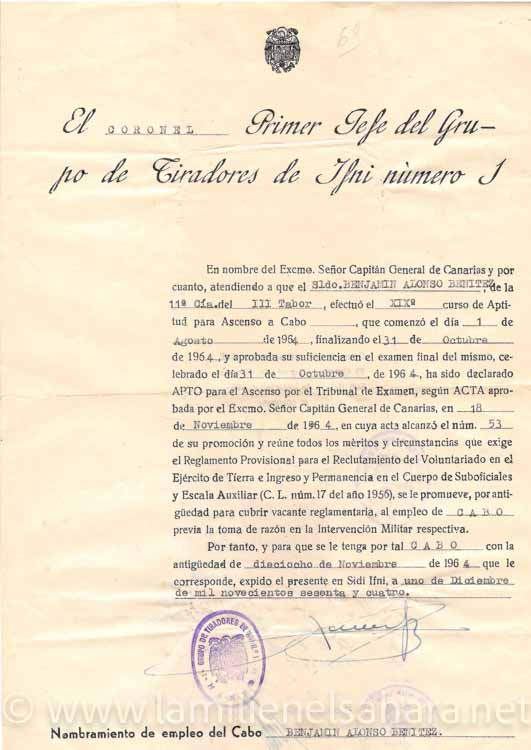 6º
El CORONEL Primer Jefe del Gru-
po de Tiradores de Ifni número 1
En nombre del Excmo. Señor Capitán General de Canarias y por
cuanto, atendiendo a que el Sldo.BENJAMIN ALONSO BENITEZ, de la
11ª Cía.del III Tabor, efectuó el XIXº curso de Apti-
tud para Ascenso a Cabo , que comenzó el día 1 de
Agosto de 1964, finalizando el 31 de Octubre
de 1964, y aprobada su suficiencia en el examen final del mismo, ce-
lebrado el día 31 de Octubre, de 1964, ha sido declarado
APTO para el Ascenso por el Tribunal de Examen, según ACTA apro-
bada por el Excmo. Señor Capitán General de Canarias, en 18
de Noviembre de 1964, en cuya acta alcanzó el núm. 53
de su promoción y reúne todos los méritos y circunstancias que exige
el Reglamento Provisional para el Reclutamiento del Voluntariado en el
Ejército de Tierra e Ingreso y Permanencia en el Cuerpo de Suboficiales
y Escala Auxiliar (C. L. núm. 17 del año 1956), se le promueve, por anti-
güedad para cubrir vacante reglamentaria, al empleo de CABO
previa la toma de razón en la Intervención Militar respectiva.
Por tanto, y para que se le tenga por tal CABO con la
antigüedad de dieciocho de Noviembre de 1964 que le
corresponde, expido el presente en Sidi Ifni, a uno de Diciembre
de mil novecientos sesenta y cuatro.
GRUPO DE TIRADORES DE IFNI
© www.lamilienelsahara.net
Nombramiento de empleo del Cabo BENJAMIN ALONSO BENITEZ.